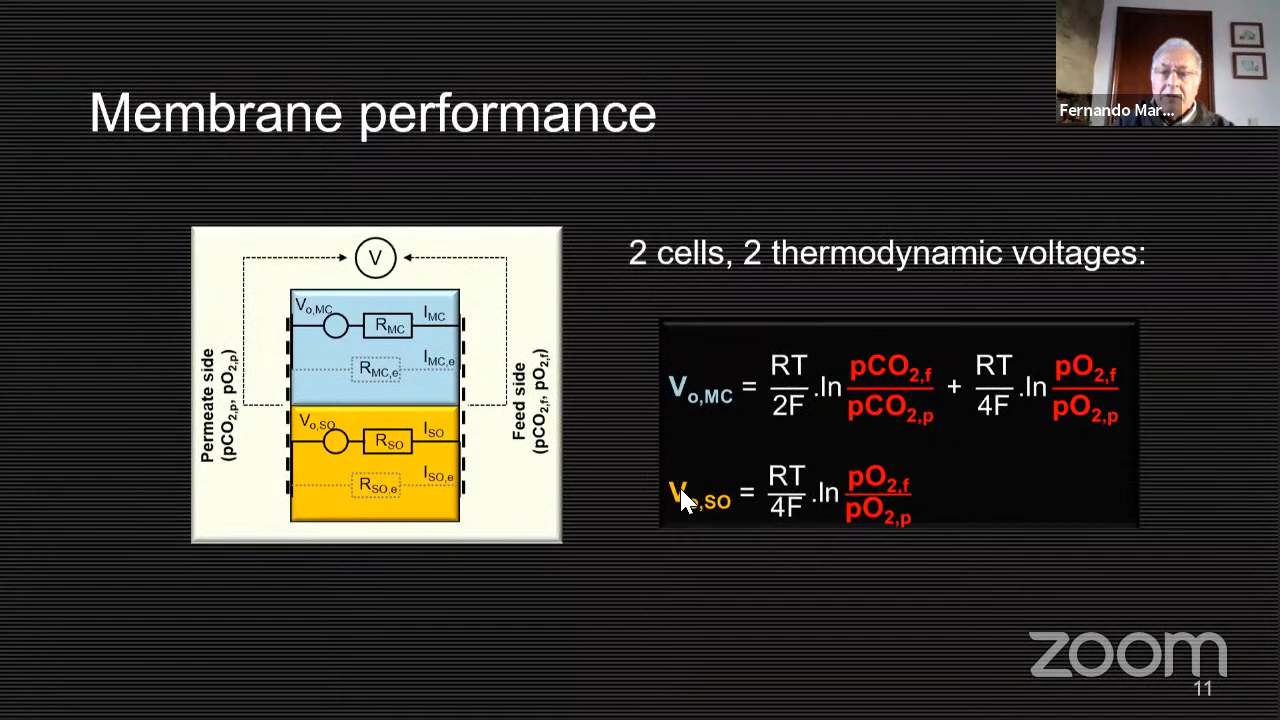 Fernando Mar...
Membrane performance
2 cells, 2 thermodynamic voltages:
V
Vo,MC
RMC
IMC
RMC,e
IMC,e
Vo,SO
RSO
ISO
RSO,e
ISO,e
Permeate side
(pCO2,p, pO2,p)
Feed side
(pCO2,f, pO2,f)
Vo,MC = RT/2F .ln pCO2,f/pCO2,p + RT/4F .ln pO2,f/pO2,p
Vo,SO = RT/4F .ln pO2,f/pO2,p
zoom
11